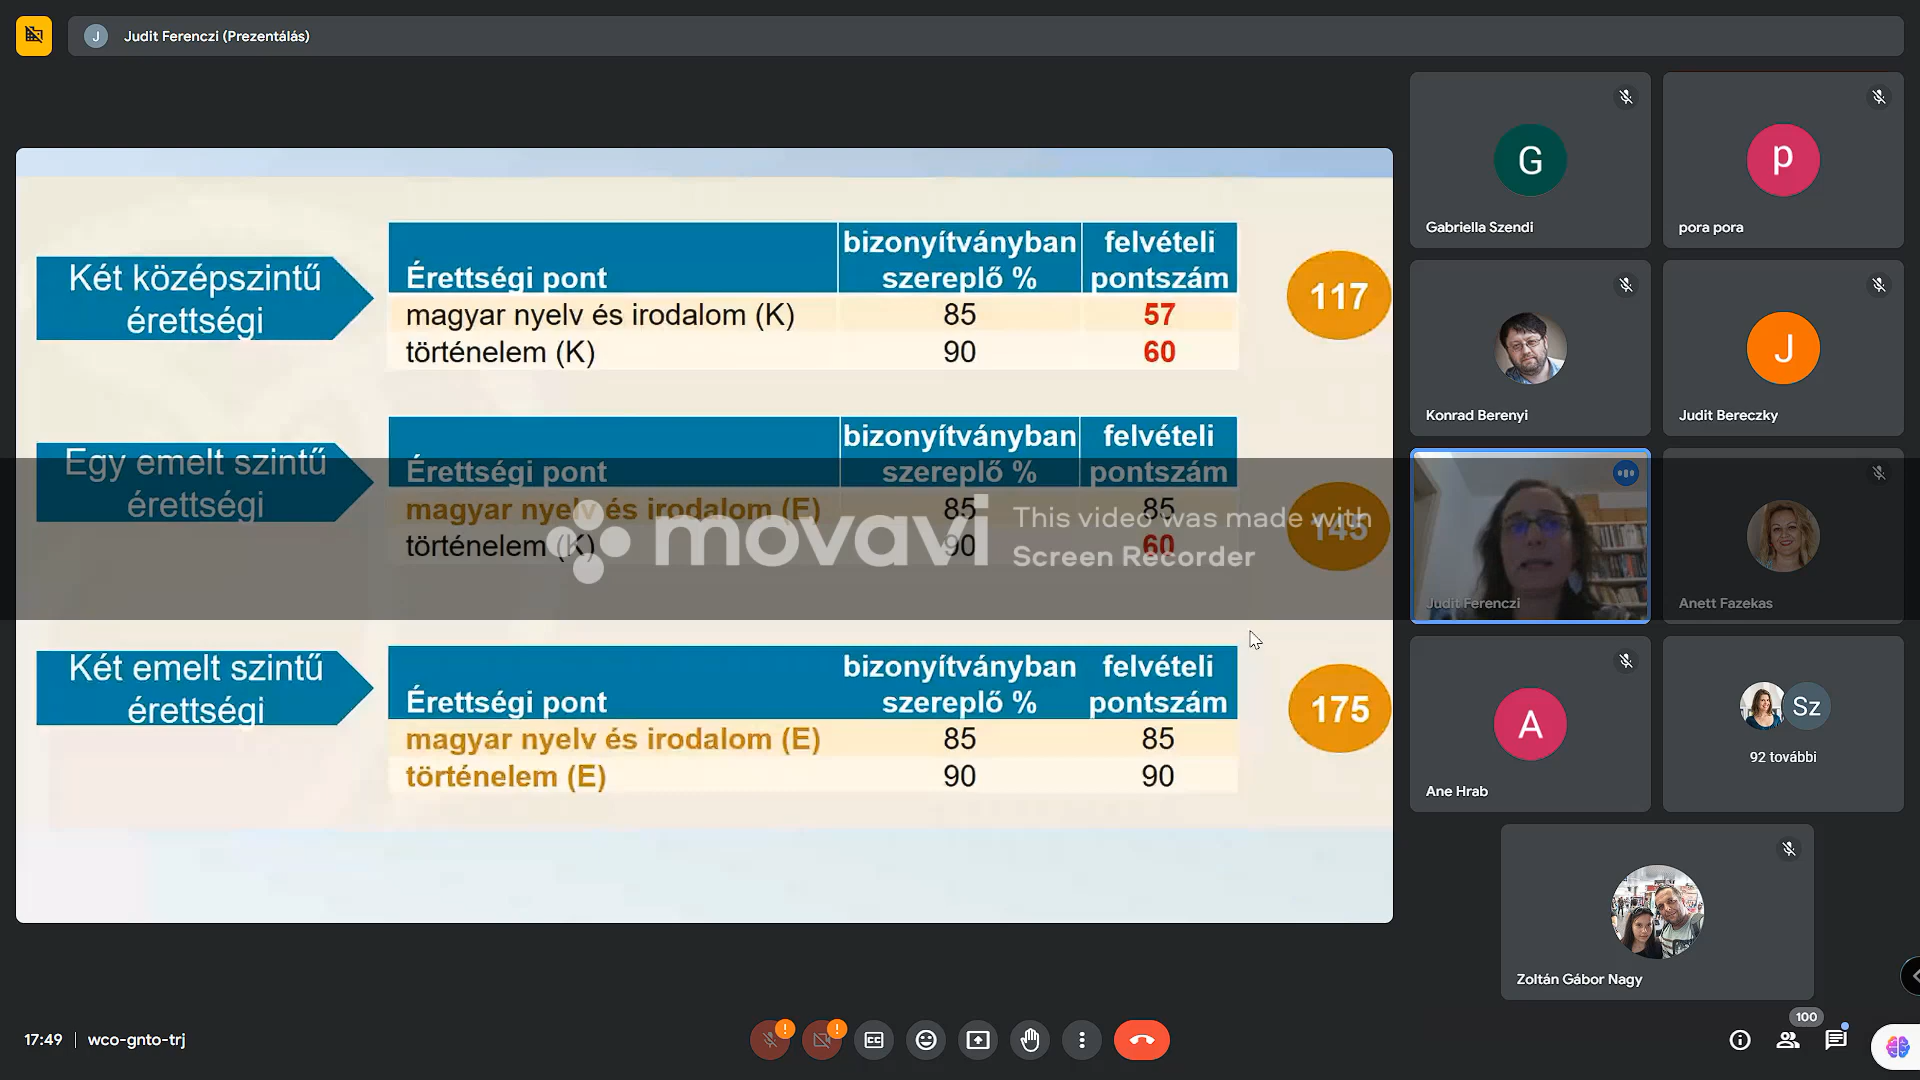 J Judit Ferenczi (Prezentálás)
Két középszintű
érettségi
Érettségi pont
bizonyítványban
szereplő %
felvételi
pontszám
magyar nyelv és irodalom (K) 85 57
történelem (K) 90 60
117
Egy emelt szintű
érettségi
Érettségi pont
bizonyítványban
szereplő %
felvételi
pontszám
magyar nyelv és irodalom (E) 85 85
történelem (K) 90 60
145
movavi
This video was made with
Screen Recorder
Két emelt szintű
érettségi
Érettségi pont
bizonyítványban
szereplő %
felvételi
pontszám
magyar nyelv és irodalom (E) 85 85
történelem (E) 90 90
175
G
Gabriella Szendi
p
pora pora
Konrad Berenyi
J
Judit Bereczky
Judit Ferenczi
Anett Fazekas
A
Ane Hrab
Sz
92 további
Zoltán Gábor Nagy
17:49 | wco-gnto-trj
CC
100